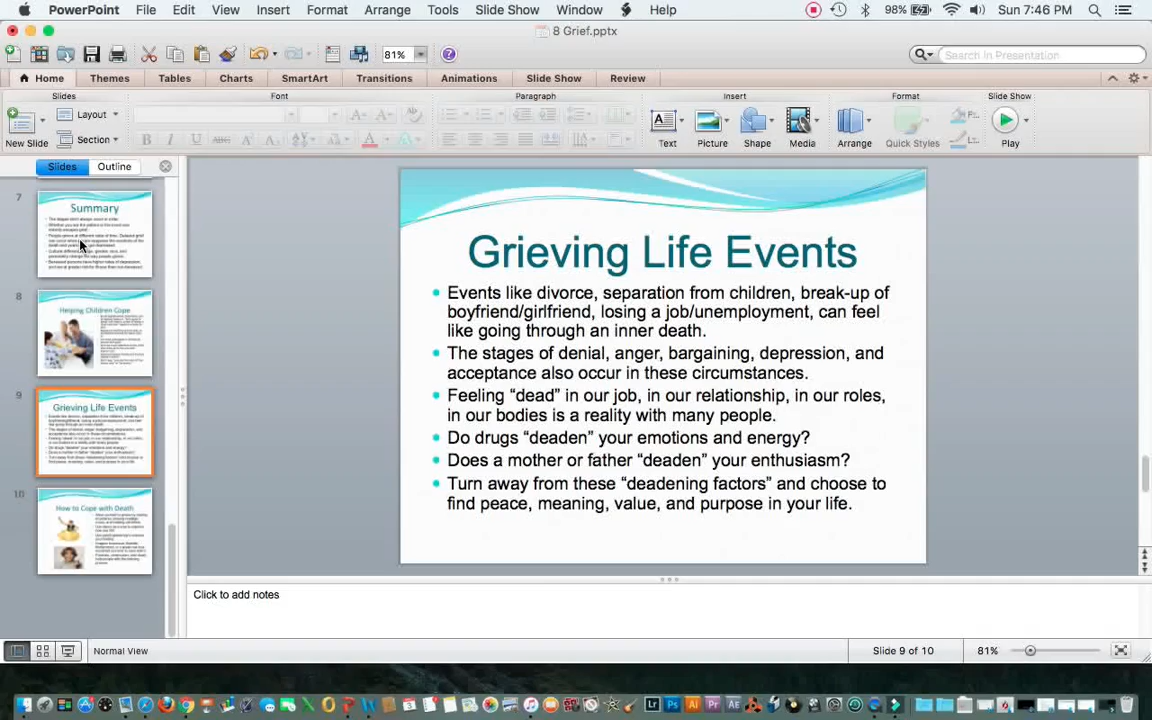 PowerPoint File Edit View Insert Format Arrange Tools Slide Show Window Help 98% Sun 7:46 PM
8 Grief.pptx
81% Search In Presentation
Home Themes Tables Charts SmartArt Transitions Animations Slide Show Review
Slides Font Paragraph Insert Format Slide Show
New Slide Layout Section Text Picture Shape Media Arrange Quick Styles Play
Slides Outline
7
Summary
8
Helping Children Cope
9
Grieving Life Events
10
How to Cope with Death
Grieving Life Events
• Events like divorce, separation from children, break-up of
boyfriend/girlfriend, losing a job/unemployment, can feel
like going through an inner death.
• The stages of denial, anger, bargaining, depression, and
acceptance also occur in these circumstances.
• Feeling “dead” in our job, in our relationship, in our roles,
in our bodies is a reality with many people.
• Do drugs “deaden” your emotions and energy?
• Does a mother or father “deaden” your enthusiasm?
• Turn away from these “deadening factors” and choose to
find peace, meaning, value, and purpose in your life.
Click to add notes
Normal View Slide 9 of 10 81%